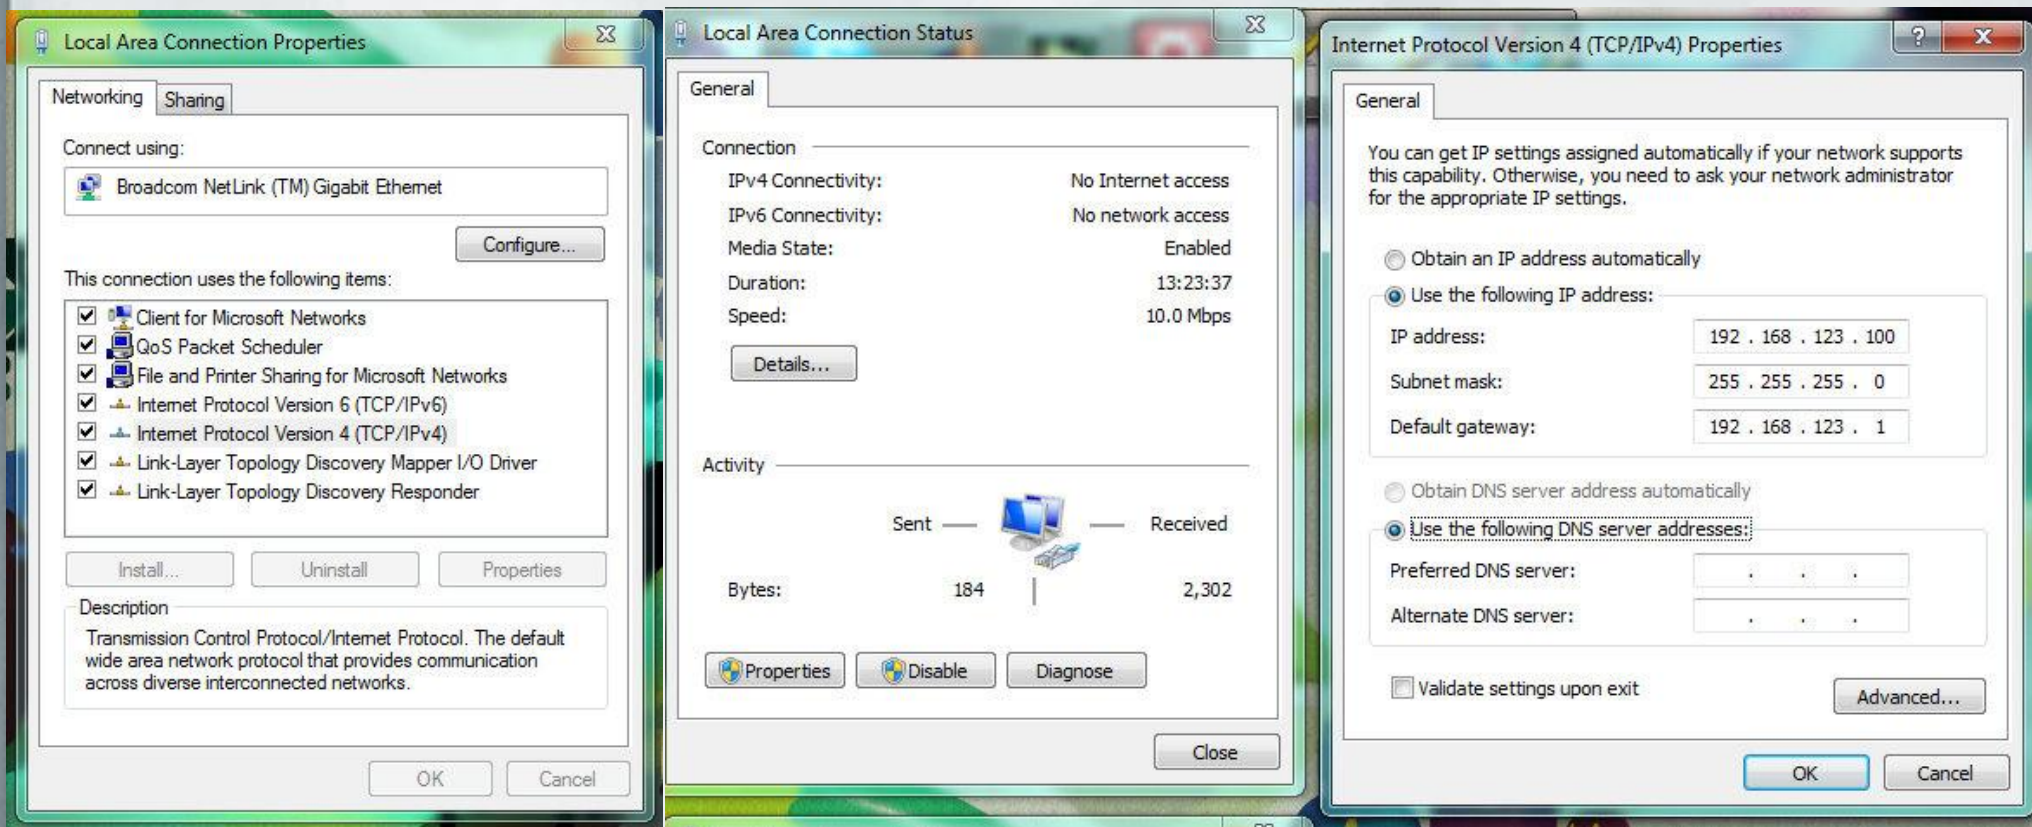 Local Area Connection Properties
Networking
Sharing
Connect using:
Broadcom NetLink (TM) Gigabit Ethernet
Configure...
This connection uses the following items:
Client for Microsoft Networks
QoS Packet Scheduler
File and Printer Sharing for Microsoft Networks
Internet Protocol Version 6 (TCP/IPv6)
Internet Protocol Version 4 (TCP/IPv4)
Link-Layer Topology Discovery Mapper I/O Driver
Link-Layer Topology Discovery Responder
Install...
Uninstall
Properties
Description
Transmission Control Protocol/Internet Protocol. The default
wide area network protocol that provides communication
across diverse interconnected networks.
OK
Cancel
Local Area Connection Status
General
Connection
IPv4 Connectivity: No Internet access
IPv6 Connectivity: No network access
Media State: Enabled
Duration: 13:23:37
Speed: 10.0 Mbps
Details...
Activity
Sent
Received
Bytes: 184 2,302
Properties
Disable
Diagnose
Close
Internet Protocol Version 4 (TCP/IPv4) Properties
?
General
You can get IP settings assigned automatically if your network supports
this capability. Otherwise, you need to ask your network administrator
for the appropriate IP settings.
Obtain an IP address automatically
Use the following IP address:
IP address: 192 . 168 . 123 . 100
Subnet mask: 255 . 255 . 255 . 0
Default gateway: 192 . 168 . 123 . 1
Obtain DNS server address automatically
Use the following DNS server addresses:
Preferred DNS server: . . .
Alternate DNS server: . . .
Validate settings upon exit
Advanced...
OK
Cancel